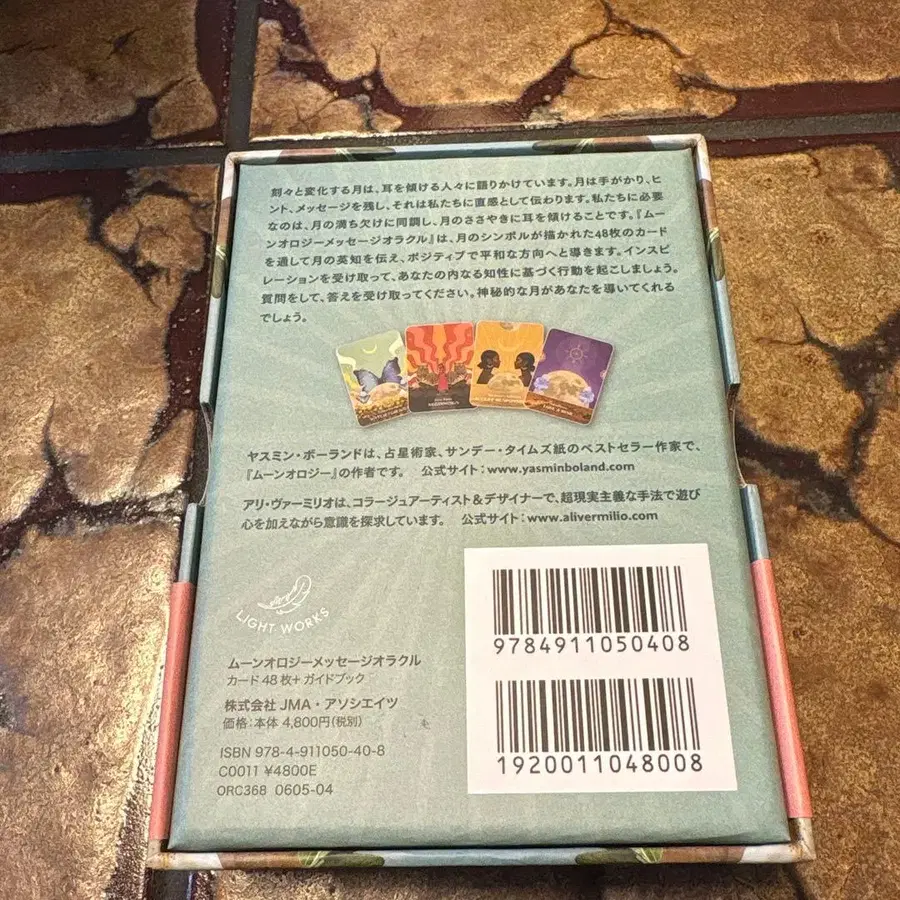 刻々と変化する月は、耳を傾ける人々に語りかけています。月は手がかり、ヒ
ント、メッセージを残し、それは私たちに直感として伝わります。私たちに必要
なのは、月の満ち欠けに同調し、月のささやきに耳を傾けることです。『ムー
ンオロジーメッセージオラクル』は、月のシンボルが描かれた48枚のカード
を通して月の英知を伝え、ポジティブで平和な方向へと導きます。インスピ
レーションを受け取って、あなたの内なる知性に基づく行動を起こしましょう。
質問をして、答えを受け取ってください。神秘的な月があなたを導いてくれる
でしょう。
ヤスミン・ボーランドは、占星術家、サンデー・タイムズ紙のベストセラー作家で、
『ムーンオロジー』の作者です。 公式サイト：www.yasminboland.com
アリ・ヴァーミリオは、コラージュアーティスト＆デザイナーで、超現実主義な手法で遊び
心を加えながら意識を探求しています。 公式サイト：www.alivermilio.com
LIGHT WORKS
ムーンオロジーメッセージオラクル
カード 48 枚+ ガイドブック
株式会社 JMA・アソシエイツ
価格：本体 4,800円（税別）
ISBN 978-4-911050-40-8
C0011 ¥4800E
ORC368 0605-04
9784911050408
1920011048008